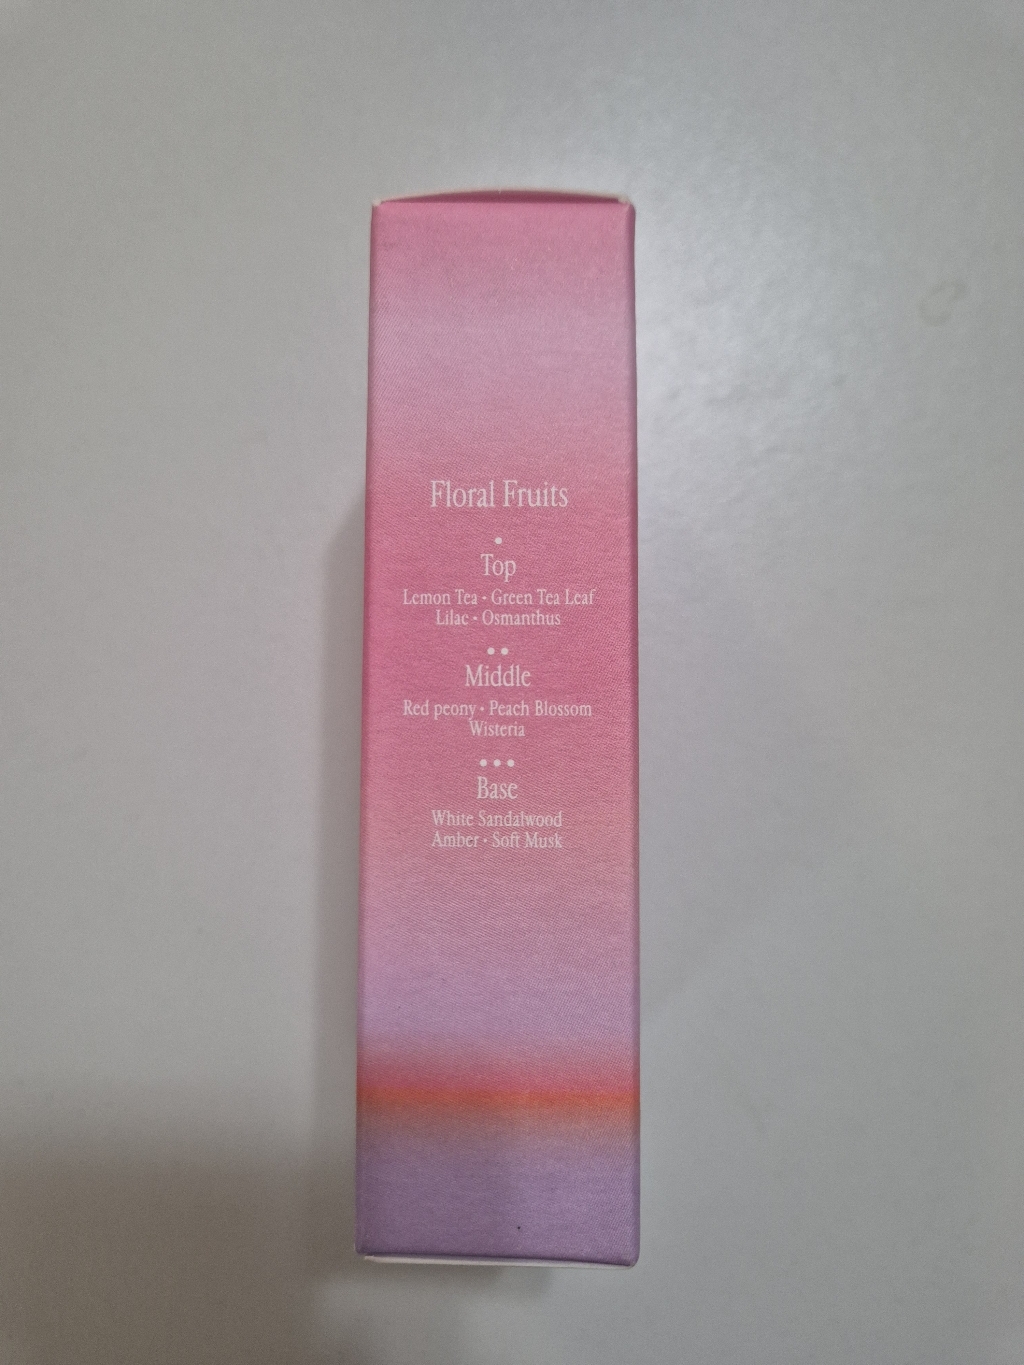 Floral Fruits
•
Top
Lemon Tea • Green Tea Leaf
Lilac • Osmanthus
••
Middle
Red peony • Peach Blossom
Wisteria
•••
Base
White Sandalwood
Amber • Soft Musk